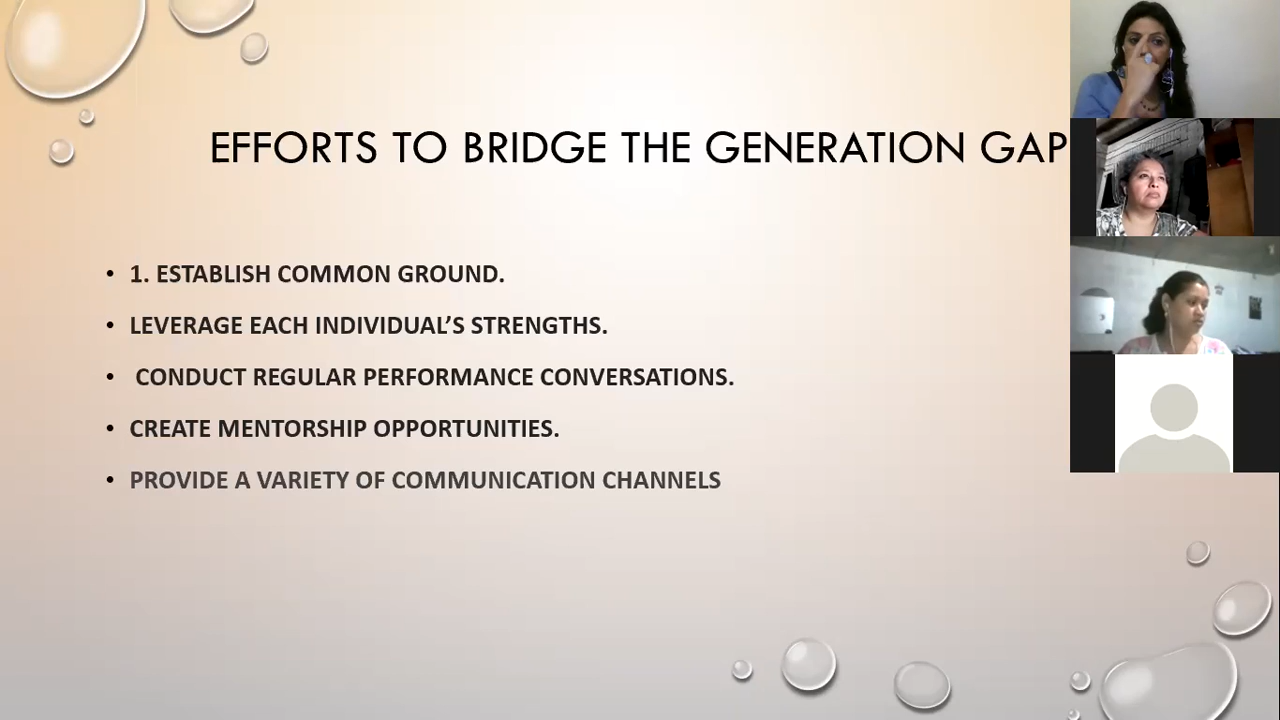 EFFORTS TO BRIDGE THE GENERATION GAP
• 1. ESTABLISH COMMON GROUND.
• LEVERAGE EACH INDIVIDUAL’S STRENGTHS.
• CONDUCT REGULAR PERFORMANCE CONVERSATIONS.
• CREATE MENTORSHIP OPPORTUNITIES.
• PROVIDE A VARIETY OF COMMUNICATION CHANNELS